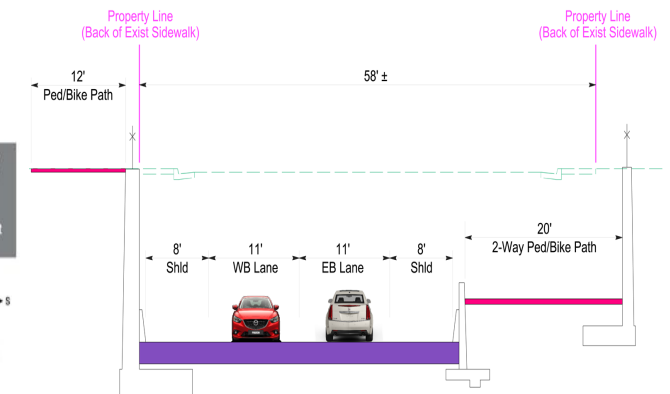 Property Line
(Back of Exist Sidewalk)
Property Line
(Back of Exist Sidewalk)
12'
Ped/Bike Path
58' ±
20'
2-Way Ped/Bike Path
8'
Shld
11'
WB Lane
11'
EB Lane
8'
Shld
S